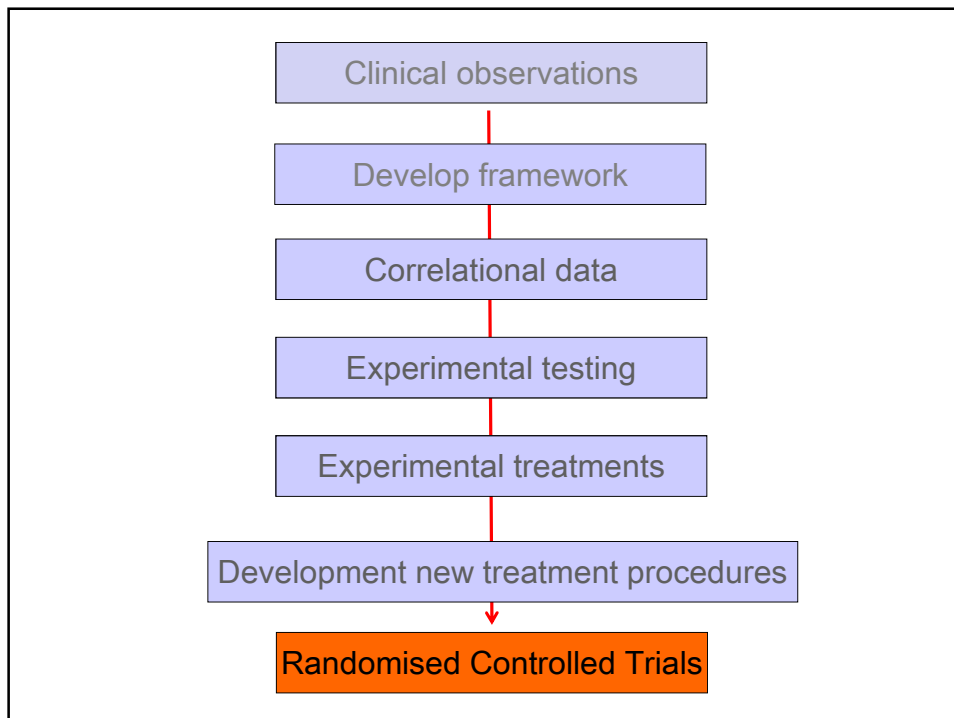 Clinical observations
Develop framework
Correlational data
Experimental testing
Experimental treatments
Development new treatment procedures
Randomised Controlled Trials